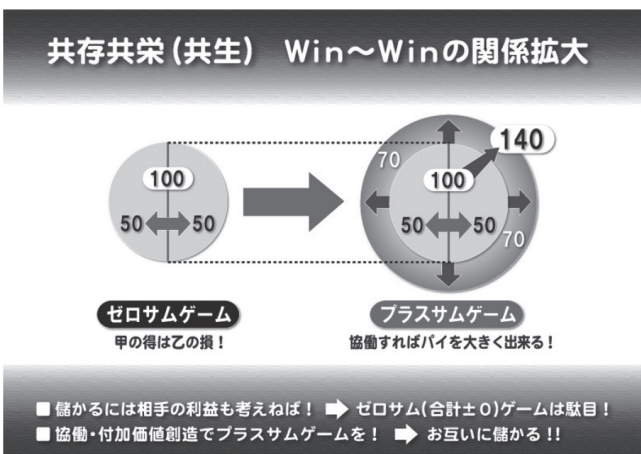 共存共栄(共生) Win～Winの関係拡大
100
50 50
70
140
100
50 50
70
ゼロサムゲーム
甲の得は乙の損！
プラスサムゲーム
協働すればパイを大きく出来る！
■ 儲かるには相手の利益も考えねば！ ➡ ゼロサム(合計±0)ゲームは駄目！
■ 協働・付加価値創造でプラスサムゲームを！ ➡ お互いに儲かる!!